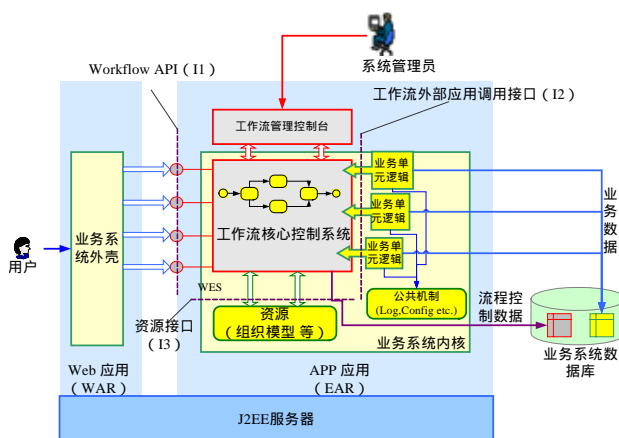 系统管理员
Workflow API（I1）
工作流外部应用调用接口（I2）
工作流管理控制台
业务单
元逻辑
业务单
元逻辑
业务单
元逻辑
工作流核心控制系统
业务系
统外壳
用户
业务数据
WES
公共机制
(Log,Config etc.)
流程控
制数据
资源接口
（I3）
资源
（组织模型 等）
业务系统内核
业务系统数
据库
Web 应用
（WAR）
APP 应用
（EAR）
J2EE服务器